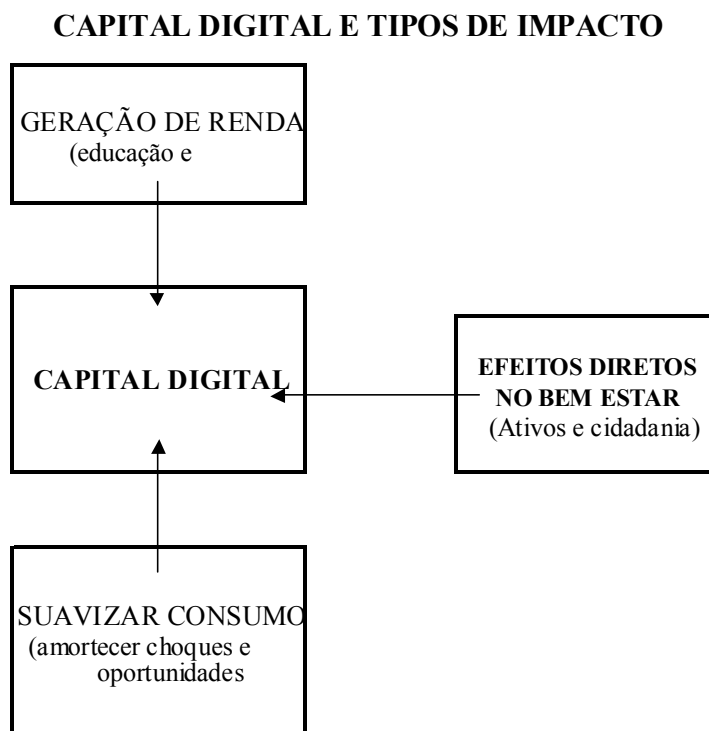 CAPITAL DIGITAL E TIPOS DE IMPACTO
GERAÇÃO DE RENDA
(educação e
CAPITAL DIGITAL
EFEITOS DIRETOS
NO BEM ESTAR
(Ativos e cidadania)
SUAVIZAR CONSUMO
(amortecer choques e
oportunidades